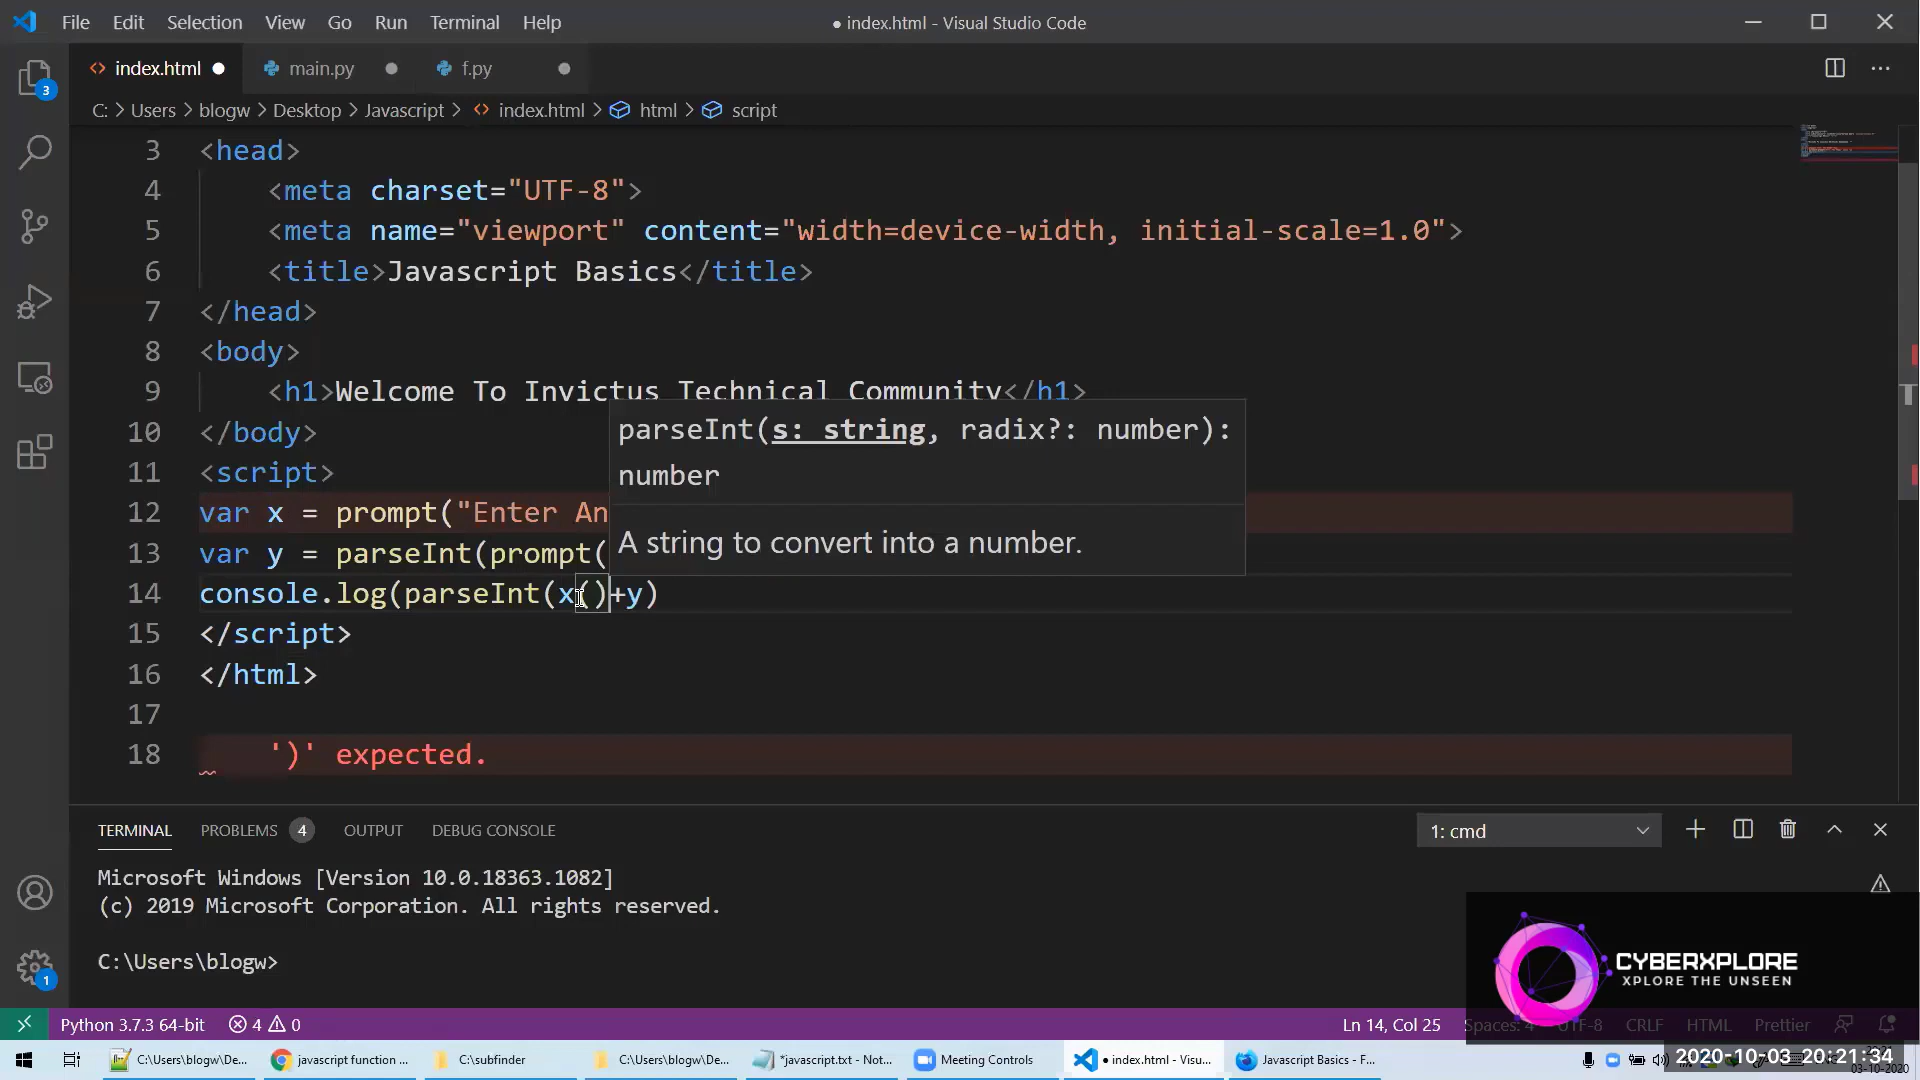 File Edit Selection View Go Run Terminal Help
● index.html - Visual Studio Code
index.html ● main.py ● f.py ●
C: > Users > blogw > Desktop > Javascript > index.html > html > script
3 <head>
4 <meta charset="UTF-8">
5 <meta name="viewport" content="width=device-width, initial-scale=1.0">
6 <title>Javascript Basics</title>
7 </head>
8 <body>
9 <h1>Welcome To Invictus Technical Community</h1>
10 </body>
11 <script>
12 var x = prompt("Enter An
13 var y = parseInt(prompt(
14 console.log(parseInt(x()+y)
15 </script>
16 </html>
17
18 ')' expected.
parseInt(s: string, radix?: number):
number
A string to convert into a number.
TERMINAL PROBLEMS 4 OUTPUT DEBUG CONSOLE
1: cmd
Microsoft Windows [Version 10.0.18363.1082]
(c) 2019 Microsoft Corporation. All rights reserved.
C:\Users\blogw>
3
1
CYBERXPLORE
XPLORE THE UNSEEN
Python 3.7.3 64-bit 4 0
Ln 14, Col 25 Spaces: 4 UTF-8 CRLF HTML Prettier
C:\Users\blogw\De... javascript function ... C:\subfinder C:\Users\blogw\De... *javascript.txt - Not... Meeting Controls ● index.html - Visu... Javascript Basics - F...
2020-10-03 20:21:34
03-10-2020